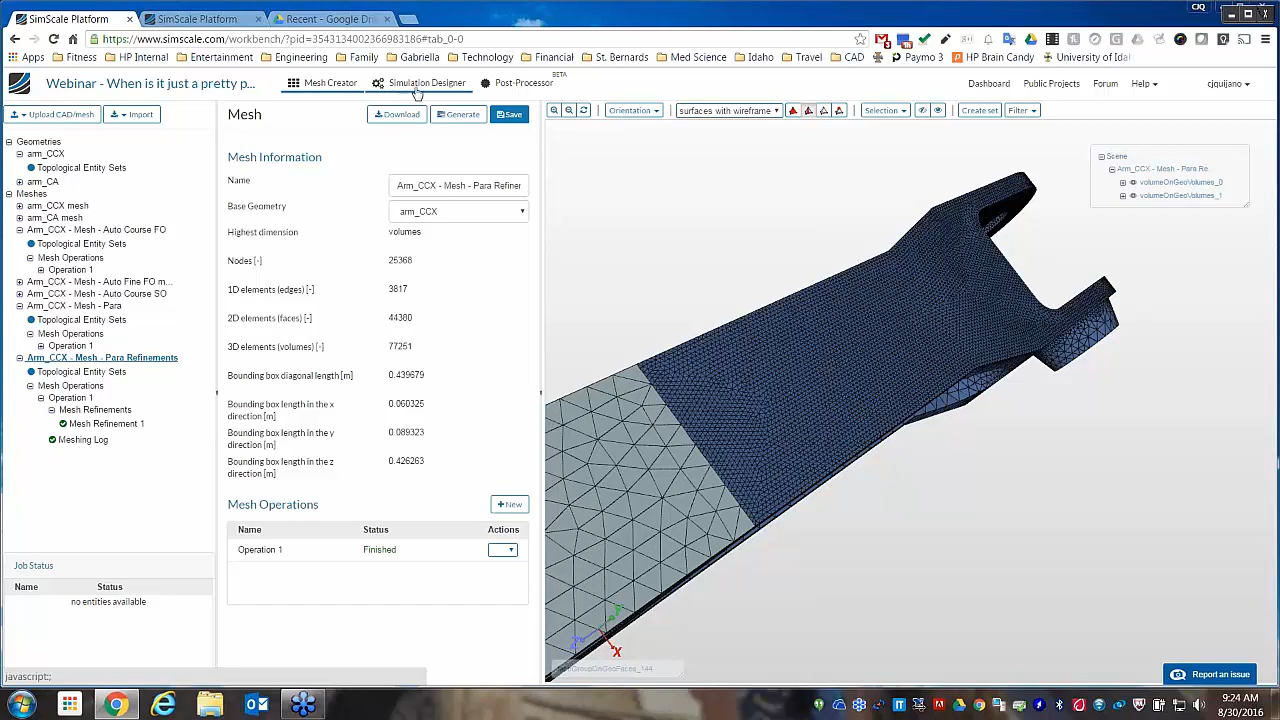 CIQ
SimScale Platform
SimScale Platform
Recent - Google Dri
https://www.simscale.com/workbench/?pid=3543134002366983186#tab_0-0
Apps
Fitness
HP Internal
Entertainment
Engineering
Family
Gabriella
Technology
Financial
St. Bernards
Med Science
Idaho
Travel
CAD
Paymo 3
HP Brain Candy
University of Idal
Webinar - When is it just a pretty p...
Mesh Creator
Simulation Designer
Post-Processor
BETA
Dashboard
Public Projects
Forum
Help
cjquijano
Upload CAD/mesh
Import
Mesh
Download
Generate
Save
Orientation
surfaces with wireframe
Selection
Create set
Filter
Geometries
arm_CCX
Topological Entity Sets
arm_CA
Meshes
arm_CCX mesh
arm_CA mesh
Arm_CCX - Mesh - Auto Course FO
Topological Entity Sets
Mesh Operations
Operation 1
Arm_CCX - Mesh - Auto Fine FO m...
Arm_CCX - Mesh - Auto Course SO
Arm_CCX - Mesh - Para
Topological Entity Sets
Mesh Operations
Operation 1
Arm_CCX - Mesh - Para Refinements
Topological Entity Sets
Mesh Operations
Operation 1
Mesh Refinements
Mesh Refinement 1
Meshing Log
Job Status
Name Status
no entities available
javascript:;
Mesh Information
Name Arm_CCX - Mesh - Para Refiner
Base Geometry arm_CCX
Highest dimension volumes
Nodes [-] 25368
1D elements (edges) [-] 3817
2D elements (faces) [-] 44380
3D elements (volumes) [-] 77251
Bounding box diagonal length [m] 0.439679
Bounding box length in the x 0.060325
direction [m]
Bounding box length in the y 0.089323
direction [m]
Bounding box length in the z 0.426263
direction [m]
Mesh Operations
New
Name Status Actions
Operation 1 Finished
Scene
Arm_CCX - Mesh - Para Re..
volumeOnGeoVolumes_0
volumeOnGeoVolumes_1
Y
X
Report an issue
9:24 AM
8/30/2016